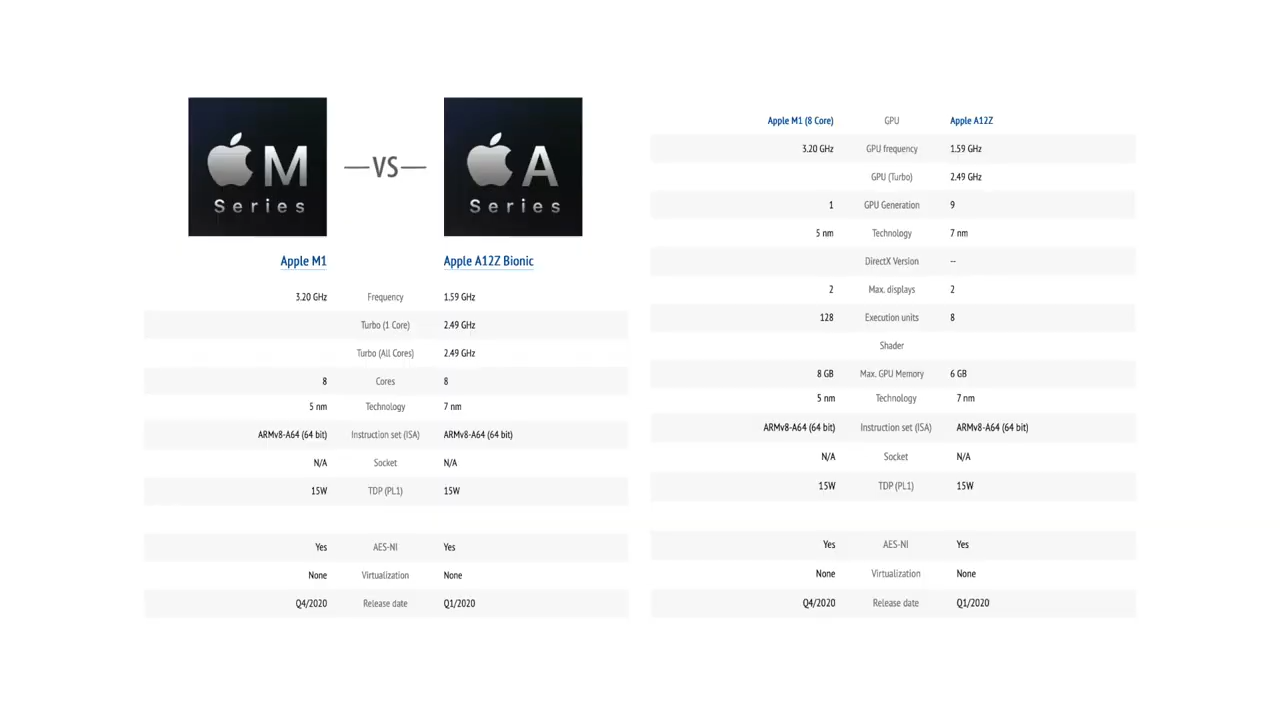 M
Series
—VS—
A
Series
Apple M1 Apple A12Z Bionic
3.20 GHz Frequency 1.59 GHz
Turbo (1 Core) 2.49 GHz
Turbo (All Cores) 2.49 GHz
8 Cores 8
5 nm Technology 7 nm
ARMv8-A64 (64 bit) Instruction set (ISA) ARMv8-A64 (64 bit)
N/A Socket N/A
15W TDP (PL1) 15W
Yes AES-NI Yes
None Virtualization None
Q4/2020 Release date Q1/2020
Apple M1 (8 Core) GPU Apple A12Z
3.20 GHz GPU frequency 1.59 GHz
GPU (Turbo) 2.49 GHz
1 GPU Generation 9
5 nm Technology 7 nm
DirectX Version --
2 Max. displays 2
128 Execution units 8
Shader
8 GB Max. GPU Memory 6 GB
5 nm Technology 7 nm
ARMv8-A64 (64 bit) Instruction set (ISA) ARMv8-A64 (64 bit)
N/A Socket N/A
15W TDP (PL1) 15W
Yes AES-NI Yes
None Virtualization None
Q4/2020 Release date Q1/2020